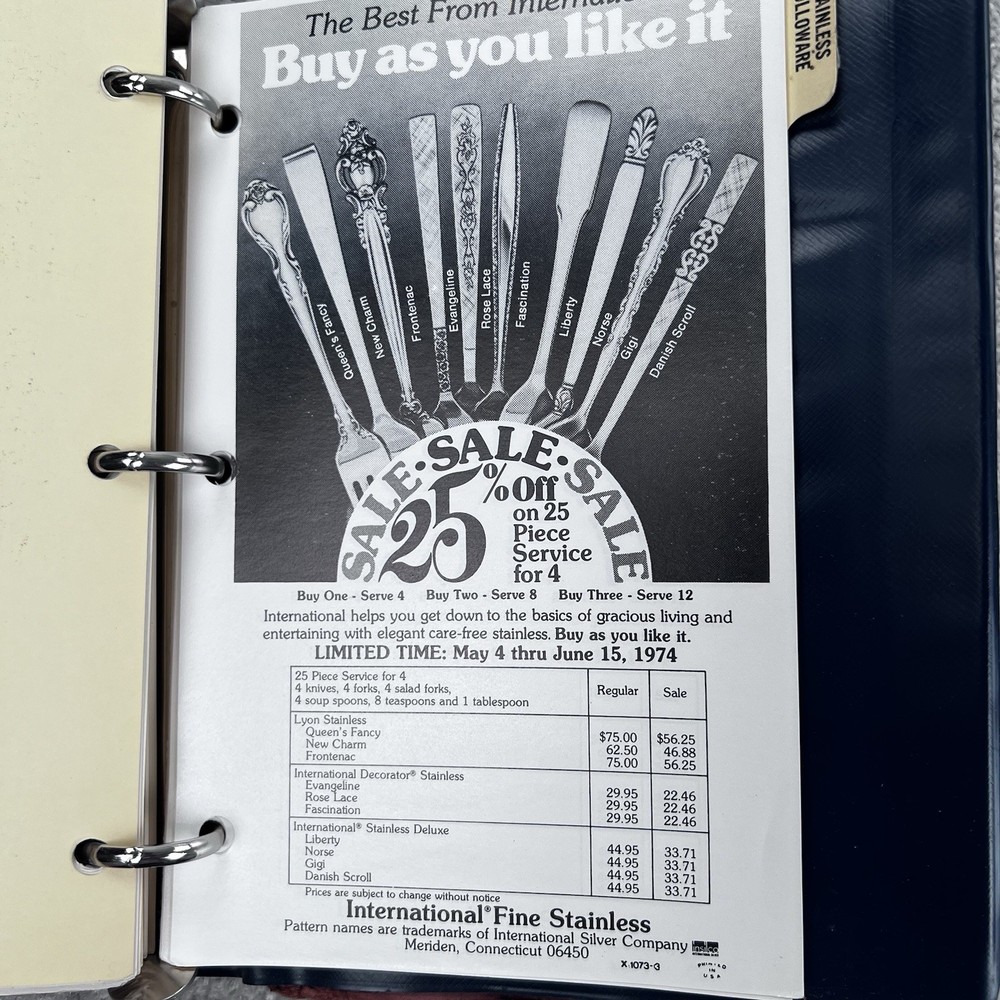 The Best From
Buy as you like it
AINLESS
LLOWARE
Queen's Fancy
New Charm
Frontenac
Evangeline
Rose Lace
Fascination
Liberty
Norse
Gigi
Danish Scroll
SALE • SALE • SALE
25% Off
on 25
Piece
Service
for 4
Buy One - Serve 4 Buy Two - Serve 8 Buy Three - Serve 12
International helps you get down to the basics of gracious living and
entertaining with elegant care-free stainless. Buy as you like it.
LIMITED TIME: May 4 thru June 15, 1974
25 Piece Service for 4
4 knives, 4 forks, 4 salad forks,
4 soup spoons, 8 teaspoons and 1 tablespoon
Regular Sale
Lyon Stainless
Queen's Fancy $75.00 $56.25
New Charm 62.50 46.88
Frontenac 75.00 56.25
International Decorator® Stainless
Evangeline 29.95 22.46
Rose Lace 29.95 22.46
Fascination 29.95 22.46
International® Stainless Deluxe
Liberty 44.95 33.71
Norse 44.95 33.71
Gigi 44.95 33.71
Danish Scroll 44.95 33.71
Prices are subject to change without notice
International® Fine Stainless
Pattern names are trademarks of International Silver Company
Meriden, Connecticut 06450
insilco
X 1073-3
PRINTED
IN
USA